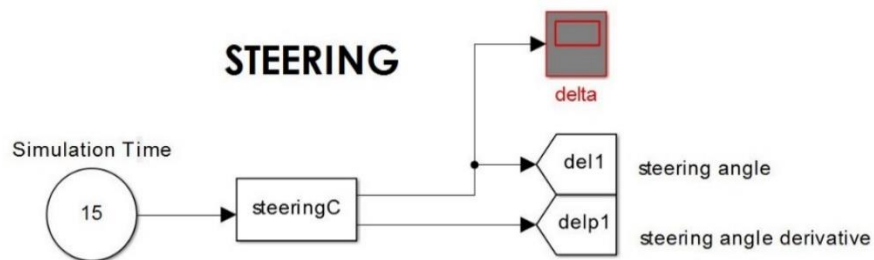 STEERING
delta
Simulation Time
15
steeringC
del1
steering angle
delp1
steering angle derivative